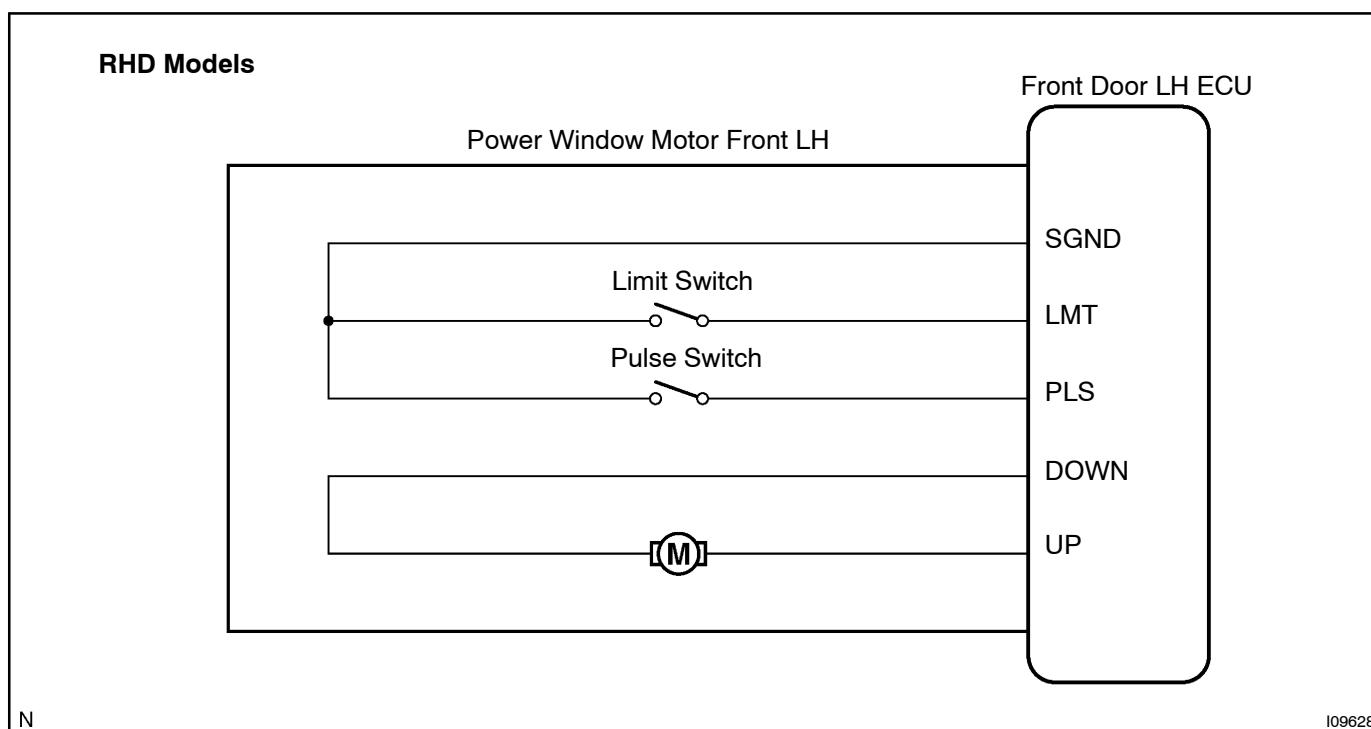 RHD Models
Front Door LH ECU
Power Window Motor Front LH
SGND
Limit Switch
LMT
Pulse Switch
PLS
DOWN
M
UP
N
I09628